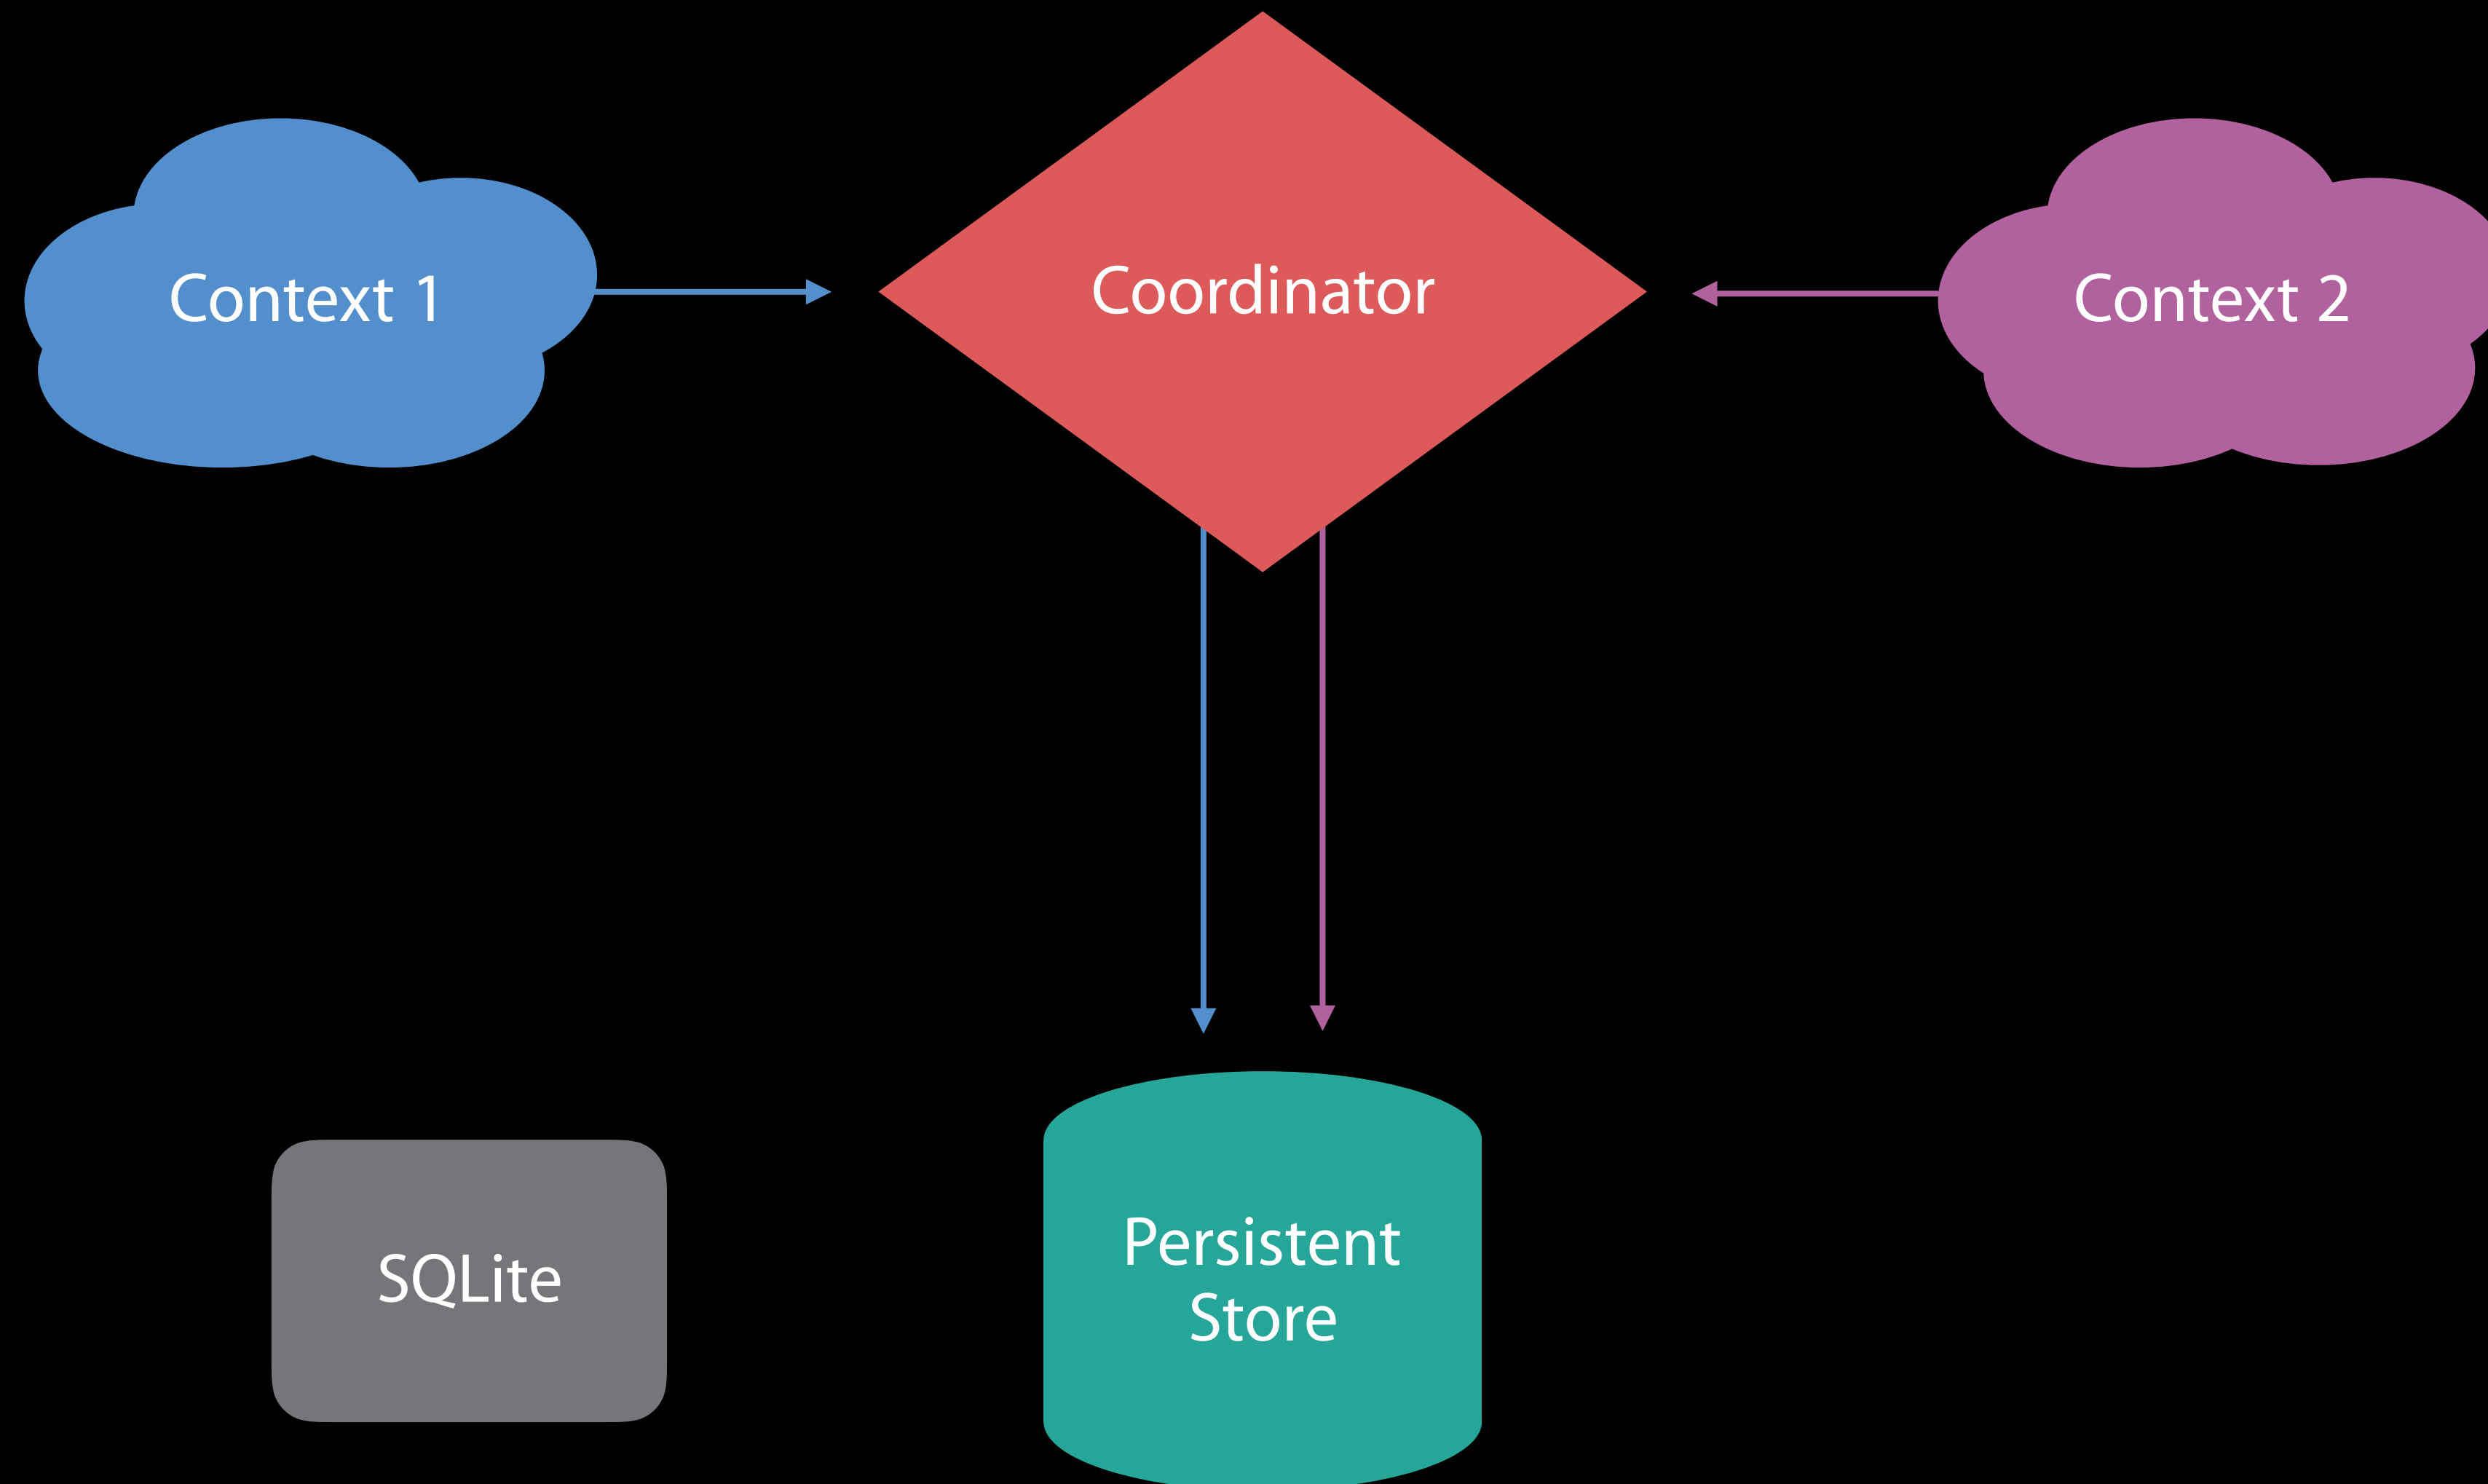 Context 1
Coordinator
Context 2
SQLite
Persistent
Store